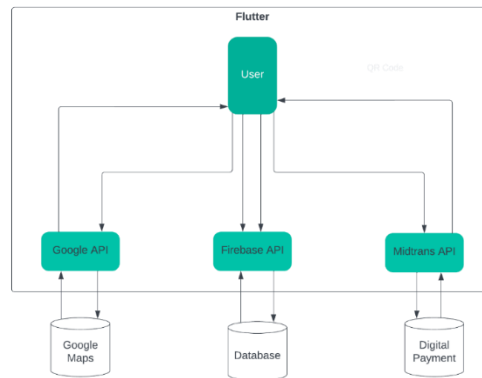 Flutter
User
QR Code
Google API
Firebase API
Midtrans API
Google
Maps
Database
Digital
Payment